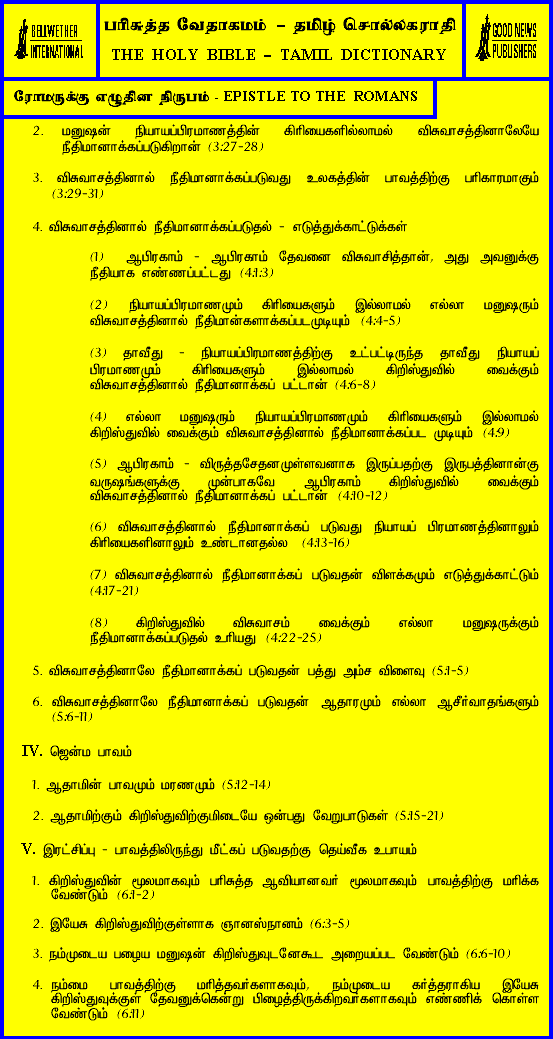 BELLWETHER
INTERNATIONAL
பரிசுத்த வேதாகமம் – தமிழ் சொல்லகராதி
THE HOLY BIBLE – TAMIL DICTIONARY
GOOD NEWS
PUBLISHERS
ரோமருக்கு எழுதின நிருபம் - EPISTLE TO THE ROMANS
2. மனுஷன் நியாயப்பிரமாணத்தின் கிரியைகளில்லாமல் விசுவாசத்தினாலேயே
நீதிமானாக்கப்படுகிறான் (3:27-28)
3. விசுவாசத்தினால் நீதிமானாக்கப்படுவது உலகத்தின் பாவத்திற்கு பரிகாரமாகும்
(3:29-31)
4. விசுவாசத்தினால் நீதிமானாக்கப்படுதல் - எடுத்துக்காட்டுக்கள்
(1) ஆபிரகாம் - ஆபிரகாம் தேவனை விசுவாசித்தான், அது அவனுக்கு
நீதியாக எண்ணப்பட்டது (4:1:3)
(2) நியாயப்பிரமாணமும் கிரியைகளும் இல்லாமல் எல்லா மனுஷரும்
விசுவாசத்தினால் நீதிமான்களாக்கப்படமுடியும் (4:4-5)
(3) தாவீது - நியாயப்பிரமாணத்திற்கு உட்பட்டிருந்த தாவீது நியாயப்
பிரமாணமும் கிரியைகளும் இல்லாமல் கிறிஸ்துவில் வைக்கும்
விசுவாசத்தினால் நீதிமானாக்கப் பட்டான் (4:6-8)
(4) எல்லா மனுஷரும் நியாயப்பிரமாணமும் கிரியைகளும் இல்லாமல்
கிறிஸ்துவில் வைக்கும் விசுவாசத்தினால் நீதிமானாக்கப்பட முடியும் (4:9)
(5) ஆபிரகாம் - விருத்தசேதனமுள்ளவனாக இருப்பதற்கு இருபத்தினான்கு
வருஷங்களுக்கு முன்பாகவே ஆபிரகாம் கிறிஸ்துவில் வைக்கும்
விசுவாசத்தினால் நீதிமானாக்கப் பட்டான் (4:10-12)
(6) விசுவாசத்தினால் நீதிமானாக்கப் படுவது நியாயப் பிரமாணத்தினாலும்
கிரியைகளினாலும் உண்டானதல்ல (4:13-16)
(7) விசுவாசத்தினால் நீதிமானாக்கப் படுவதன் விளக்கமும் எடுத்துக்காட்டும்
(4:17-21)
(8) கிறிஸ்துவில் விசுவாசம் வைக்கும் எல்லா மனுஷருக்கும்
நீதிமானாக்கப்படுதல் உரியது (4:22-25)
5. விசுவாசத்தினாலே நீதிமானாக்கப் படுவதன் பத்து அம்ச விளைவு (5:1-5)
6. விசுவாசத்தினாலே நீதிமானாக்கப் படுவதன் ஆதாரமும் எல்லா ஆசீர்வாதங்களும்
(5:6-11)
IV. ஜென்ம பாவம்
1. ஆதாமின் பாவமும் மரணமும் (5:12-14)
2. ஆதாமிற்கும் கிறிஸ்துவிற்குமிடையே ஒன்பது வேறுபாடுகள் (5:15-21)
V. இரட்சிப்பு - பாவத்திலிருந்து மீட்கப் படுவதற்கு தெய்வீக உபாயம்
1. கிறிஸ்துவின் மூலமாகவும் பரிசுத்த ஆவியானவர் மூலமாகவும் பாவத்திற்கு மரிக்க
வேண்டும் (6:1-2)
2. இயேசு கிறிஸ்துவிற்குள்ளாக ஞானஸ்நானம் (6:3-5)
3. நம்முடைய பழைய மனுஷன் கிறிஸ்துவுடனேகூட அறையப்பட வேண்டும் (6:6-10)
4. நம்மை பாவத்திற்கு மரித்தவர்களாகவும், நம்முடைய கர்த்தராகிய இயேசு
கிறிஸ்துவுக்குள் தேவனுக்கென்று பிழைத்திருக்கிறவர்களாகவும் எண்ணிக் கொள்ள
வேண்டும் (6:11)